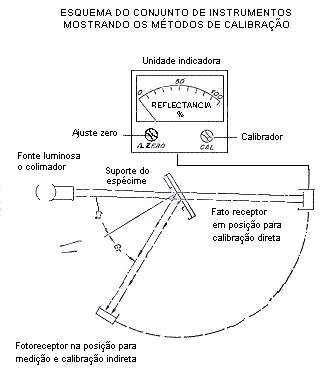 ESQUEMA DO CONJUNTO DE INSTRUMENTOS
MOSTRANDO OS MÉTODOS DE CALIBRAÇÃO
Unidade indicadora
0 50 100
REFLECTANCIA
%
Ajuste zero
A. ZERO
CAL
Calibrador
Fonte luminosa
o colimador
Suporte do
espécime
Fato receptor
em posição para
calibração direta
Fotoreceptor na posição para
medição e calibração indireta